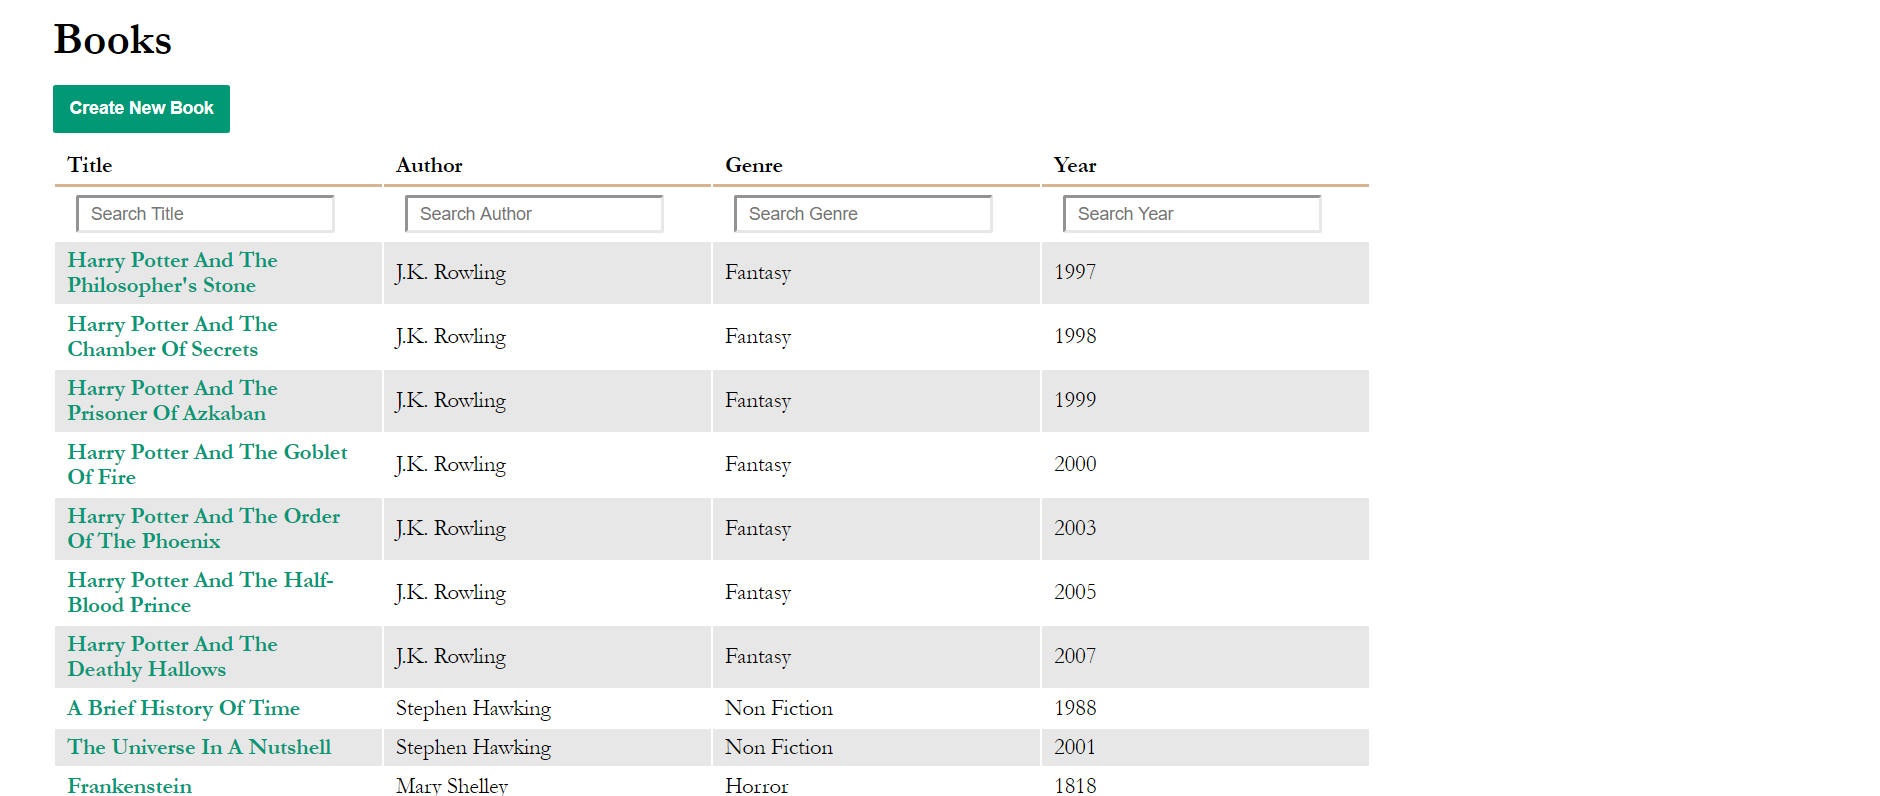 Books
Create New Book
Title Author Genre Year
Search Title Search Author Search Genre Search Year
Harry Potter And The
Philosopher's Stone J.K. Rowling Fantasy 1997
Harry Potter And The
Chamber Of Secrets J.K. Rowling Fantasy 1998
Harry Potter And The
Prisoner Of Azkaban J.K. Rowling Fantasy 1999
Harry Potter And The Goblet
Of Fire J.K. Rowling Fantasy 2000
Harry Potter And The Order
Of The Phoenix J.K. Rowling Fantasy 2003
Harry Potter And The Half-
Blood Prince J.K. Rowling Fantasy 2005
Harry Potter And The
Deathly Hallows J.K. Rowling Fantasy 2007
A Brief History Of Time Stephen Hawking Non Fiction 1988
The Universe In A Nutshell Stephen Hawking Non Fiction 2001
Frankenstein Mary Shelley Horror 1818